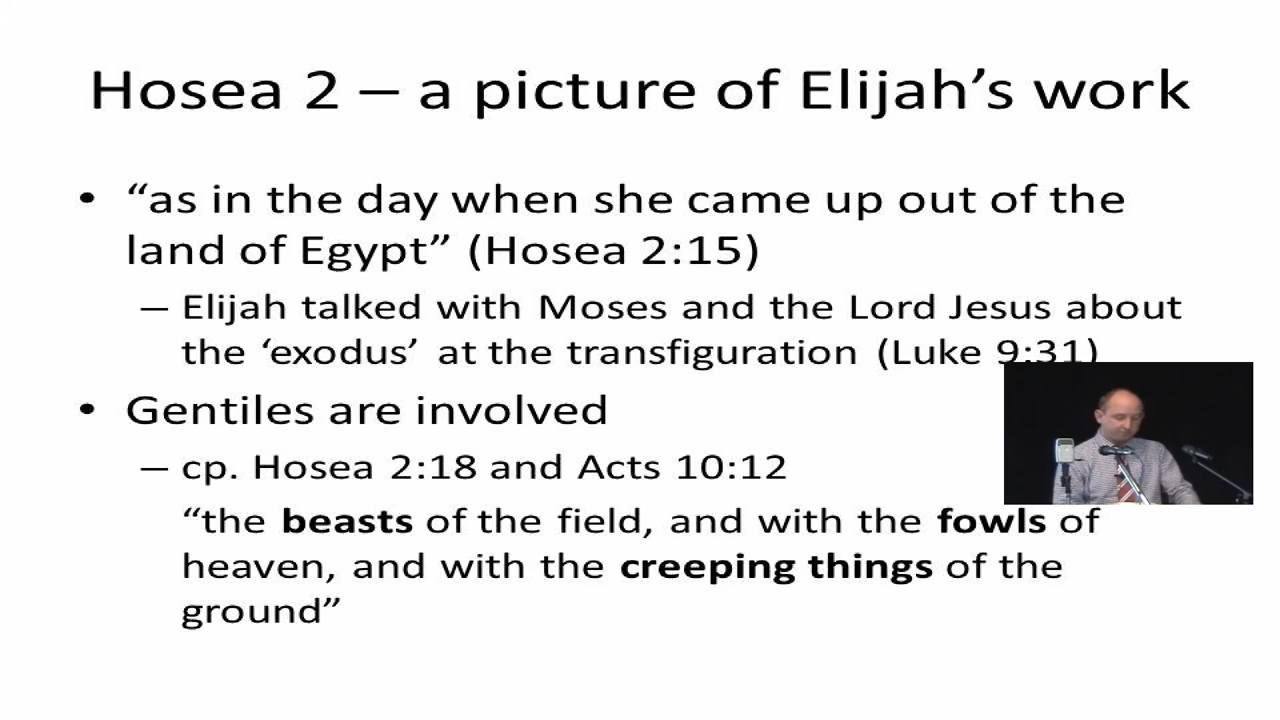 Hosea 2 – a picture of Elijah’s work
• “as in the day when she came up out of the
land of Egypt” (Hosea 2:15)
– Elijah talked with Moses and the Lord Jesus about
the ‘exodus’ at the transfiguration (Luke 9:31)
• Gentiles are involved
– cp. Hosea 2:18 and Acts 10:12
“the beasts of the field, and with the fowls of
heaven, and with the creeping things of the
ground”